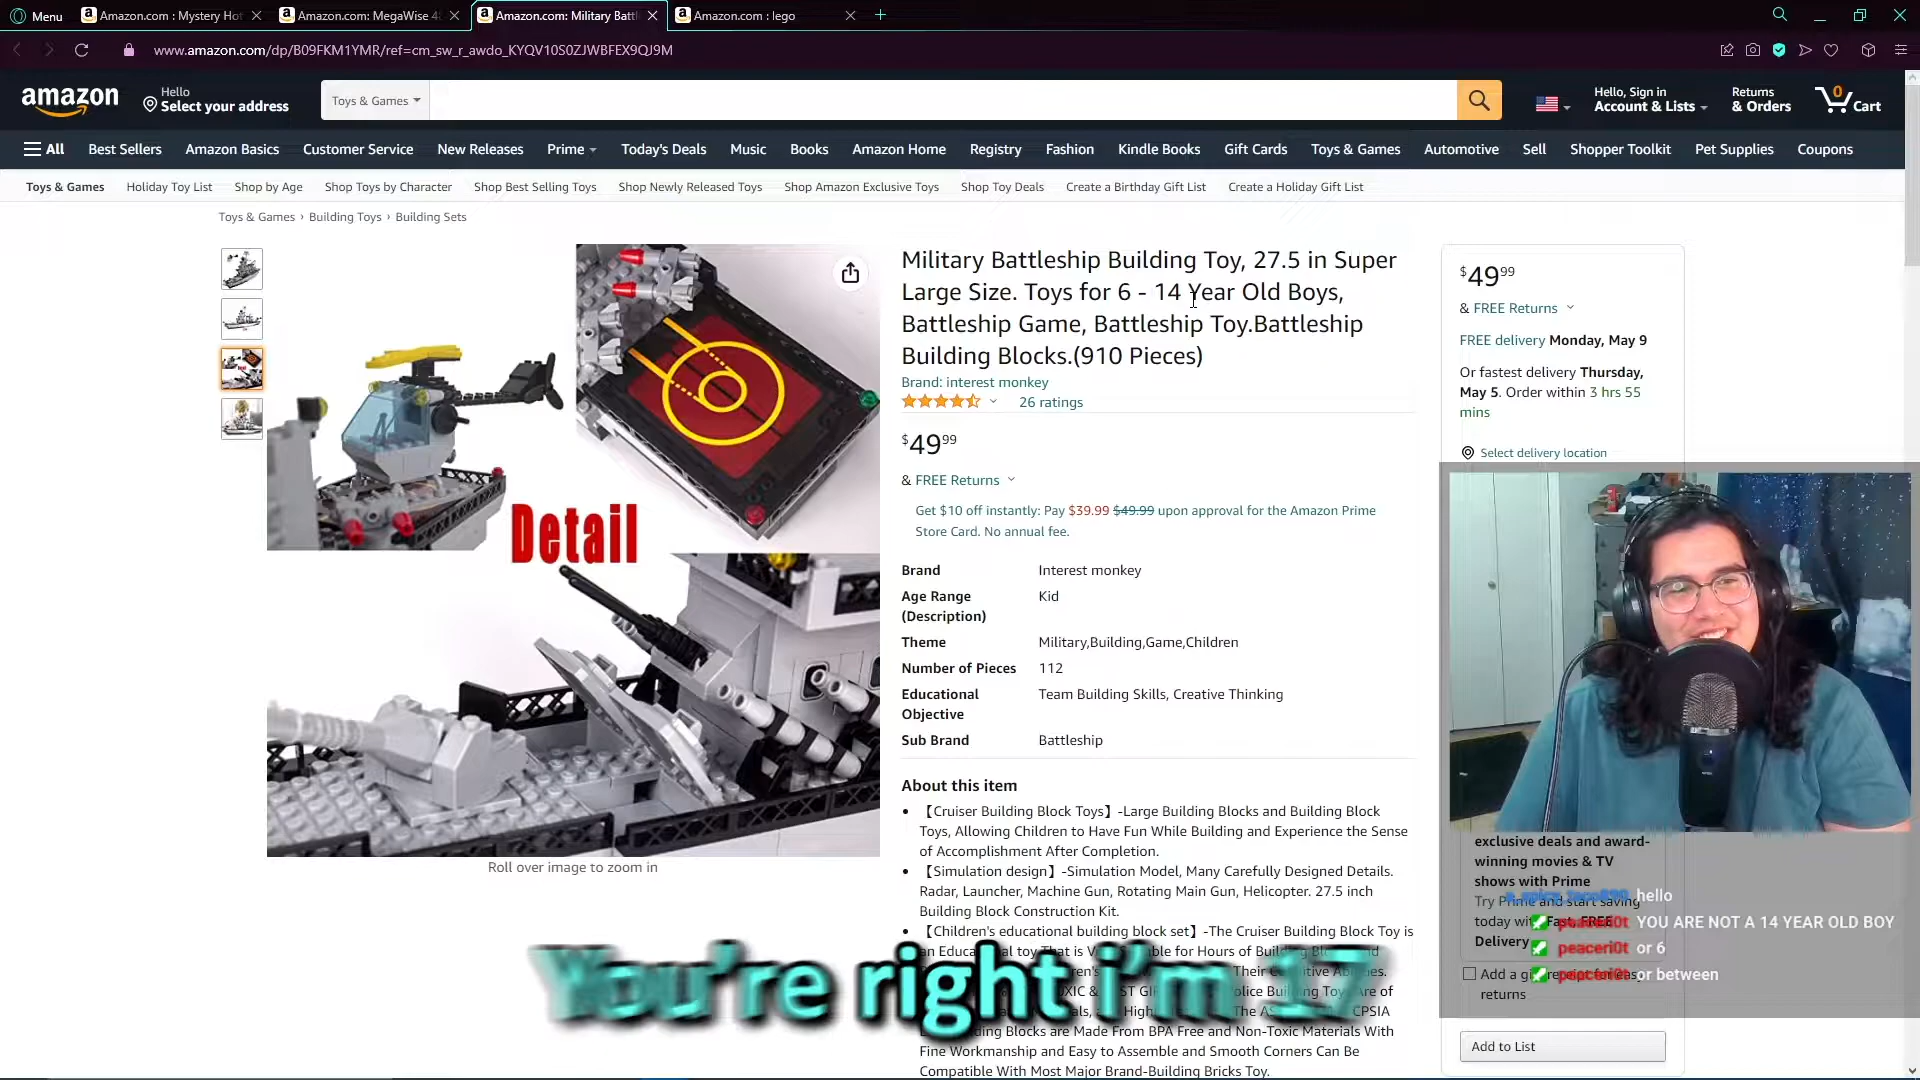 Menu
Amazon.com : Mystery Hot
Amazon.com: MegaWise 4
Amazon.com: Military Battl
Amazon.com : lego
www.amazon.com/dp/B09FKM1YMR/ref=cm_sw_r_awdo_KYQV10S0ZJWBFEX9QJ9M
amazon
Hello
Select your address
Toys & Games
Hello, Sign in
Account & Lists
Returns
& Orders
0
Cart
All Best Sellers Amazon Basics Customer Service New Releases Prime Today's Deals Music Books Amazon Home Registry Fashion Kindle Books Gift Cards Toys & Games Automotive Sell Shopper Toolkit Pet Supplies Coupons
Toys & Games Holiday Toy List Shop by Age Shop Toys by Character Shop Best Selling Toys Shop Newly Released Toys Shop Amazon Exclusive Toys Shop Toy Deals Create a Birthday Gift List Create a Holiday Gift List
Toys & Games › Building Toys › Building Sets
Detail
Roll over image to zoom in
Military Battleship Building Toy, 27.5 in Super
Large Size. Toys for 6 - 14 Year Old Boys,
Battleship Game, Battleship Toy.Battleship
Building Blocks.(910 Pieces)
Brand: interest monkey
26 ratings
$49.99
& FREE Returns
Get $10 off instantly: Pay $39.99 $49.99 upon approval for the Amazon Prime
Store Card. No annual fee.
Brand Interest monkey
Age Range Kid
(Description)
Theme Military,Building,Game,Children
Number of Pieces 112
Educational Team Building Skills, Creative Thinking
Objective
Sub Brand Battleship
About this item
• 【Cruiser Building Block Toys】-Large Building Blocks and Building Block
Toys, Allowing Children to Have Fun While Building and Experience the Sense
of Accomplishment After Completion.
• 【Simulation design】-Simulation Model, Many Carefully Designed Details.
Radar, Launcher, Machine Gun, Rotating Main Gun, Helicopter. 27.5 inch
Building Block Construction Kit.
• 【Children's educational building block set】-The Cruiser Building Block Toy is
Fine Workmanship and Easy to Assemble and Smooth Corners Can Be
Compatible With Most Major Brand-Building Bricks Toy.
$49.99
& FREE Returns
FREE delivery Monday, May 9
Or fastest delivery Thursday,
May 5. Order within 3 hrs 55
mins
Select delivery location
exclusive deals and award-
winning movies & TV
shows with Prime
Try Prime and start saving
today with Fast, FREE
Delivery
returns
Add to List
hello
peaceri0t YOU ARE NOT A 14 YEAR OLD BOY
peaceri0t or 6
peaceri0t or between
You're right i'm 17